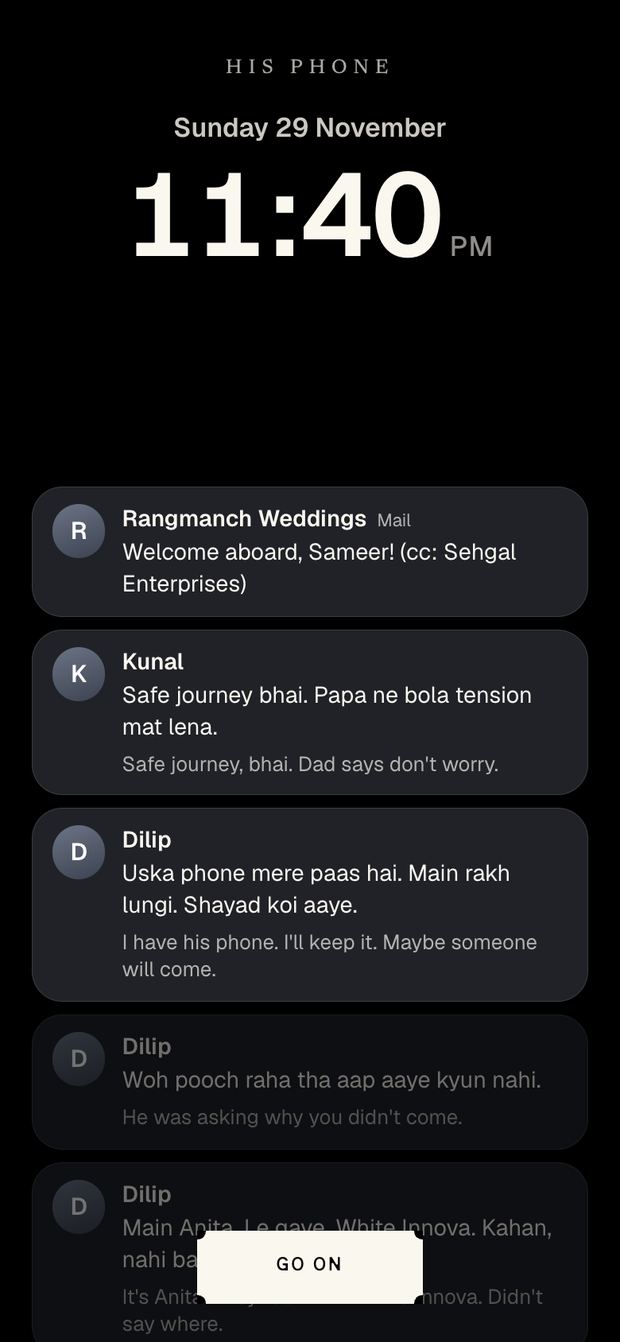 HIS PHONE
Sunday 29 November
11:40 PM
R
Rangmanch Weddings Mail
Welcome aboard, Sameer! (cc: Sehgal
Enterprises)
K
Kunal
Safe journey bhai. Papa ne bola tension
mat lena.
Safe journey, bhai. Dad says don't worry.
D
Dilip
Uska phone mere paas hai. Main rakh
lungi. Shayad koi aaye.
I have his phone. I'll keep it. Maybe someone
will come.
D
Dilip
Woh pooch raha tha aap aaye kyun nahi.
He was asking why you didn't come.
D
Dilip
Main Anita. Le gaye. White Innova. Kahan,
nahi
GO ON
It's Anita Didn't
say where.